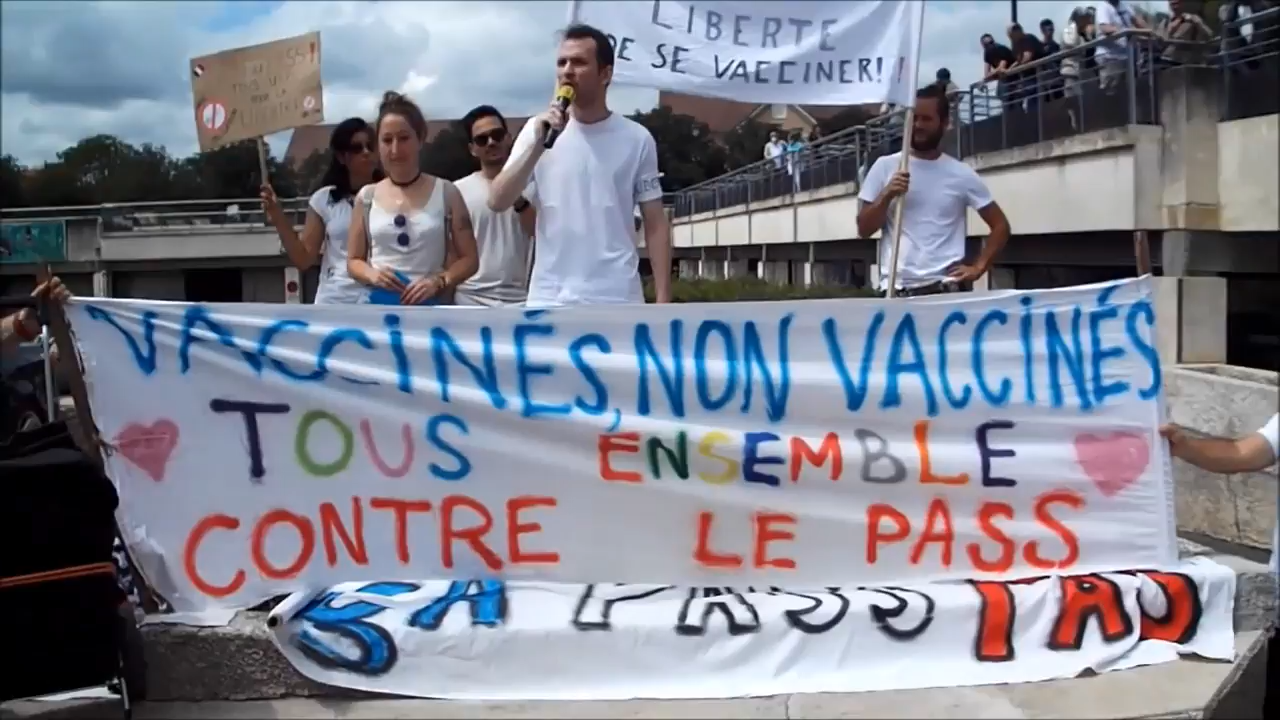 LIBERTE
DE SE VACCINER!!
VACCINÉS, NON VACCINÉS
TOUS ENSEMBLE
CONTRE LE PASS
ÇA PASS PAS